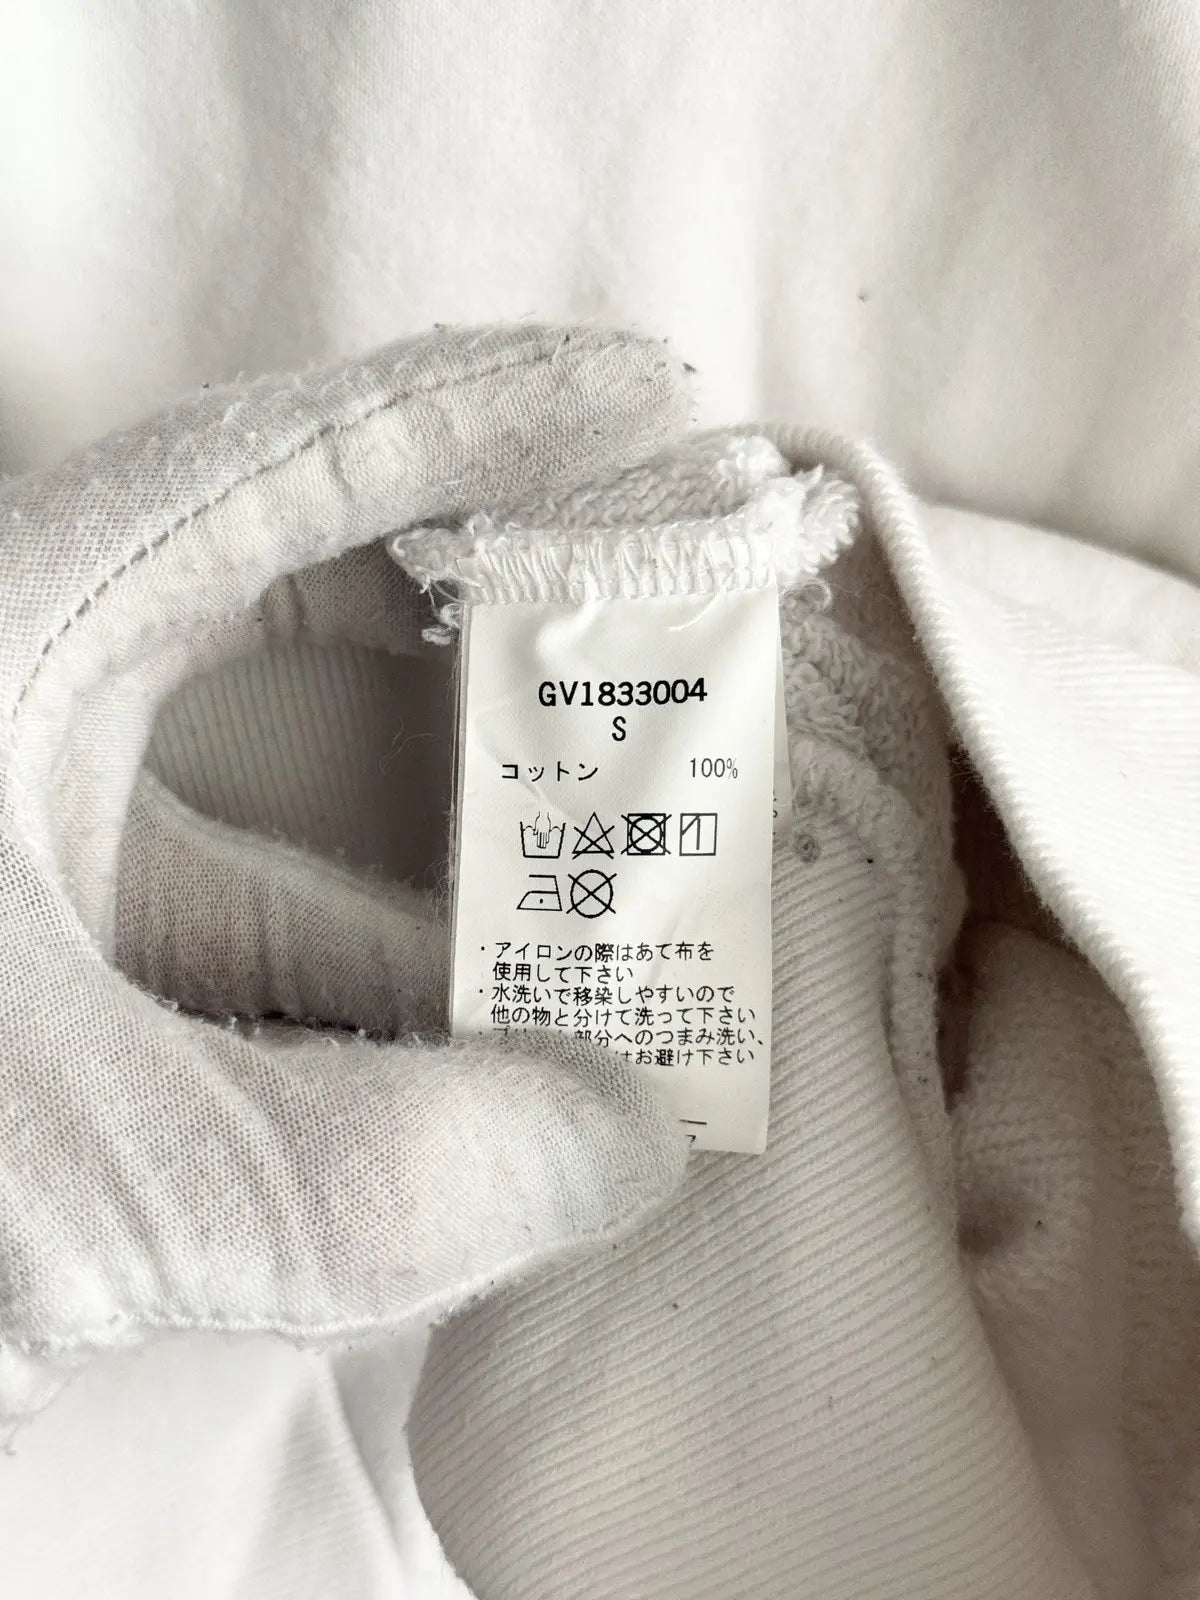 GV1833004
S
コットン 100%
・アイロンの際はあて布を
使用して下さい
・水洗いで移染しやすいので
他の物と分けて洗って下さい
部分へのつまみ洗い、
はお避け下さい